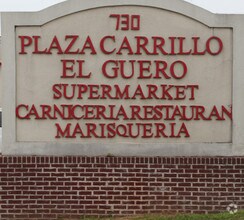 730
PLAZA CARRILLO
EL GUERO
SUPERMARKET
CARNICERIA RESTAURAN
MARISQUERIA